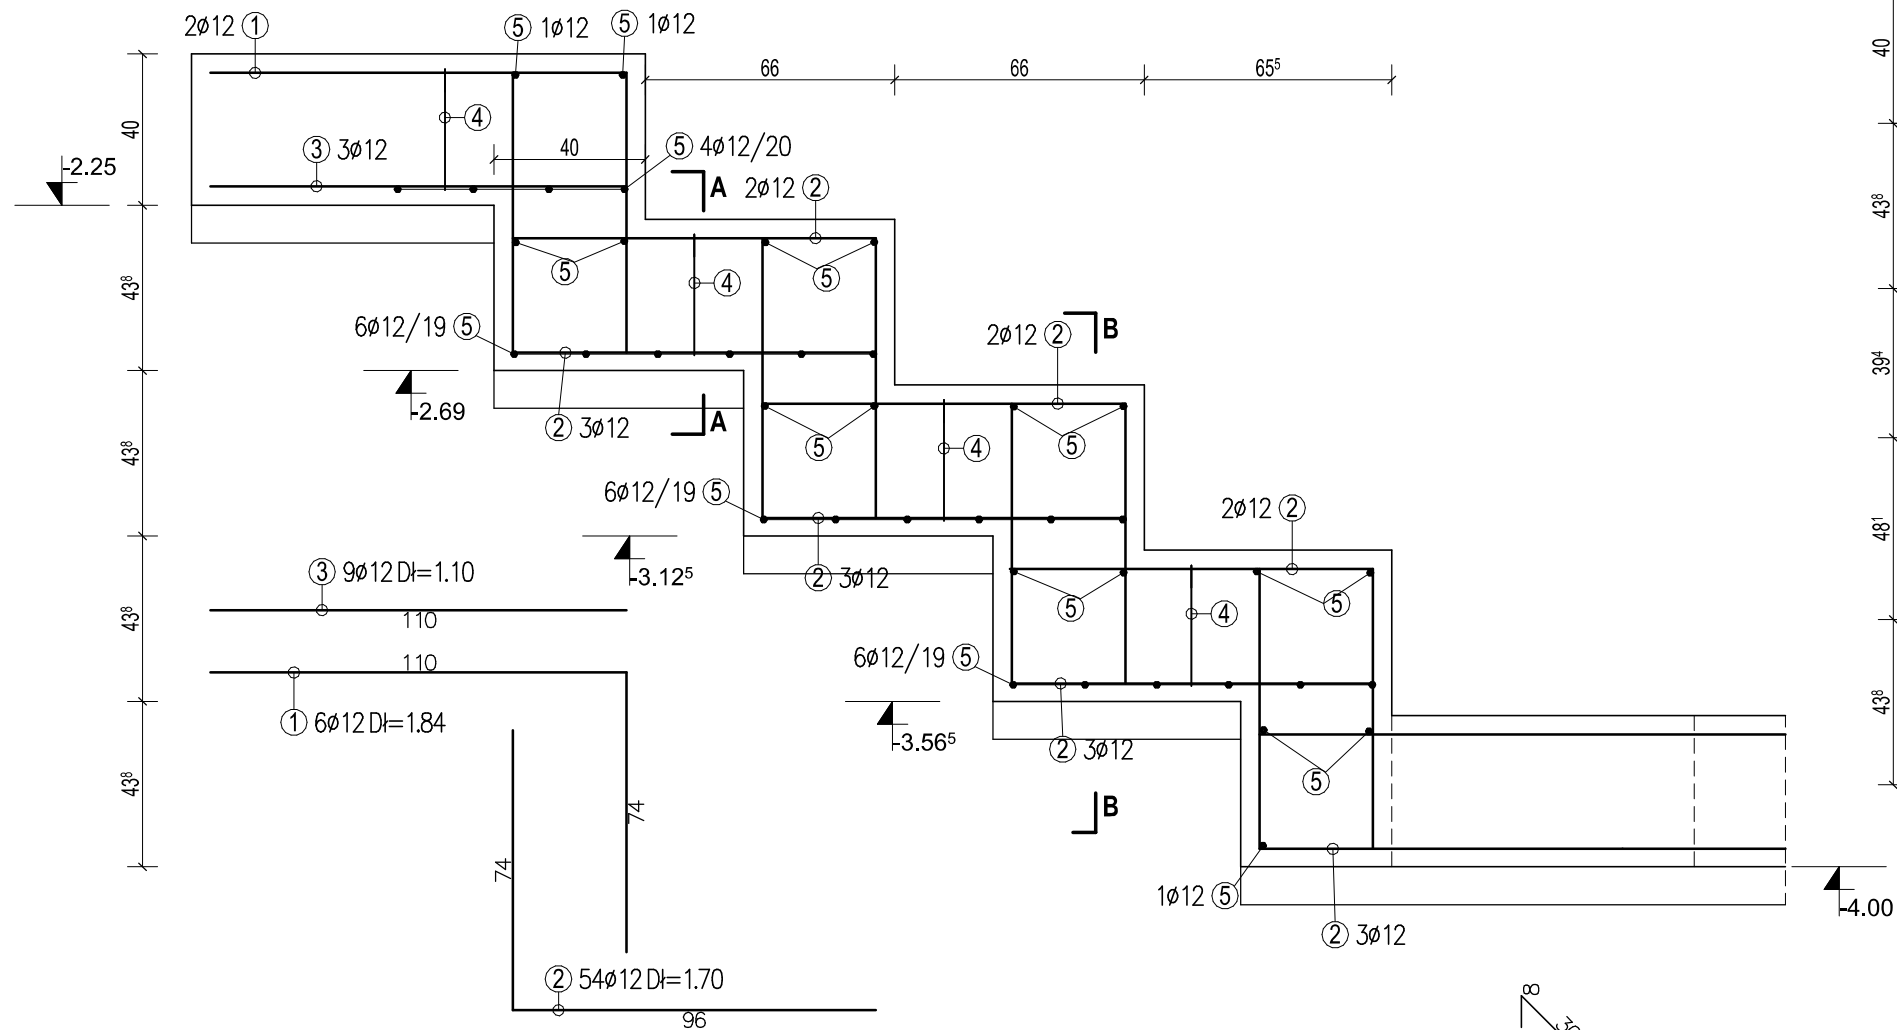 2ø12 ①
⑤ 1ø12
⑤ 1ø12
66
66
65⁵
40
40
④
③ 3ø12
40
⑤ 4ø12/20
-2.25
A
2ø12 ②
43⁸
43⁸
⑤
④
⑤
6ø12/19 ⑤
B
2ø12 ②
39⁴
-2.69
② 3ø12
A
43⁸
⑤
④
⑤
6ø12/19 ⑤
2ø12 ②
48¹
③ 9ø12 Dł=1.10
-3.12⁵
② 3ø12
110
43⁸
⑤
④
⑤
110
6ø12/19 ⑤
43⁸
① 6ø12 Dł=1.84
-3.56⁵
② 3ø12
43⁸
⑤
74
B
74
1ø12 ⑤
-4.00
② 3ø12
② 54ø12 Dł=1.70
96
8